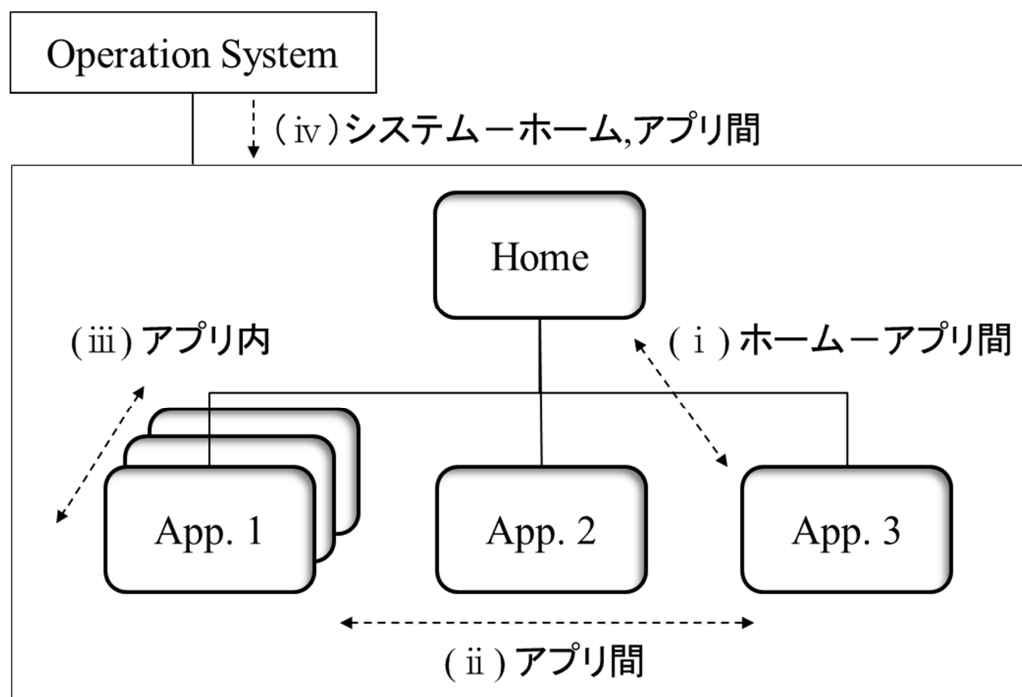 Operation System
(ⅳ)システム－ホーム,アプリ間
Home
(ⅲ)アプリ内
(ⅰ)ホーム－アプリ間
App. 1
App. 2
App. 3
(ⅱ)アプリ間